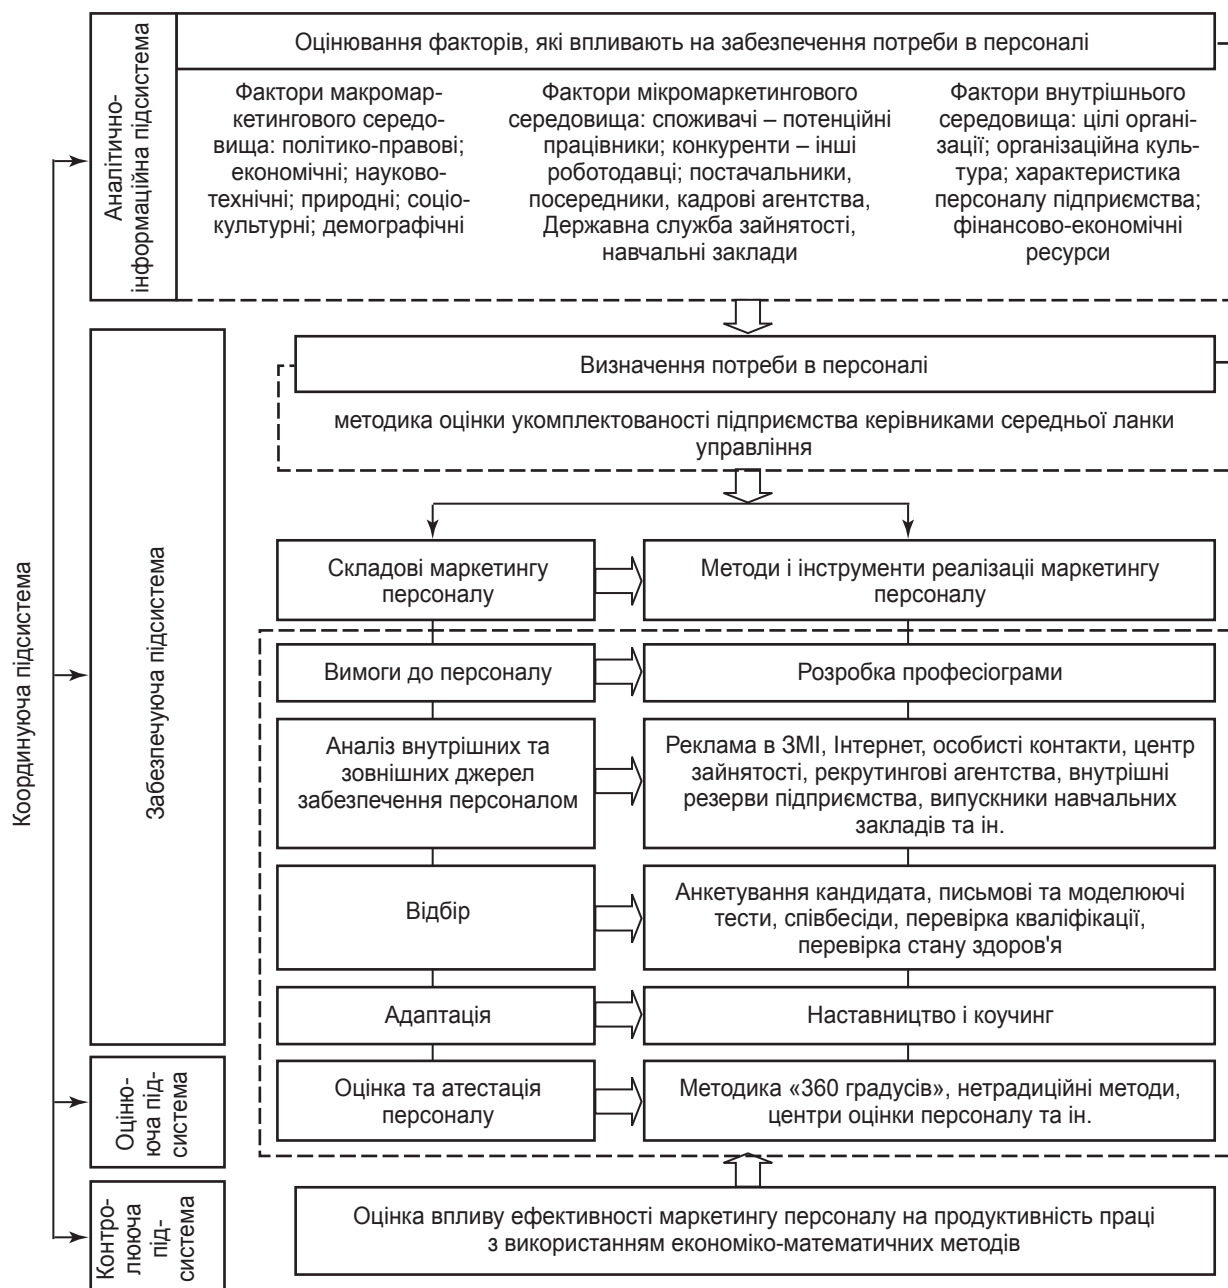 Координуюча підсистема
Аналітично-
інформаційна підсистема
Оцінювання факторів, які впливають на забезпечення потреби в персоналі
Фактори макромар-
кетингового середо-
вища: політико-правові;
економічні; науково-
технічні; природні; соціо-
культурні; демографічні
Фактори мікромаркетингового
середовища: споживачі – потенційні
працівники; конкуренти – інші
роботодавці; постачальники,
посередники, кадрові агентства,
Державна служба зайнятості,
навчальні заклади
Фактори внутрішнього
середовища: цілі органі-
зації; організаційна куль-
тура; характеристика
персоналу підприємства;
фінансово-економічні
ресурси
Забезпечуюча підсистема
Визначення потреби в персоналі
методика оцінки укомплектованості підприємства керівниками середньої ланки
управління
Складові маркетингу
персоналу
Методи і інструменти реалізаціі маркетингу
персоналу
Вимоги до персоналу
Розробка професіограми
Аналіз внутрішних та
зовнішних джерел
забезпечення персоналом
Реклама в ЗМІ, Інтернет, особисті контакти, центр
зайнятості, рекрутингові агентства, внутрішні
резерви підприємства, випускники навчальних
закладів та ін.
Відбір
Анкетування кандидата, письмові та моделюючі
тести, співбесіди, перевірка кваліфікації,
перевірка стану здоров'я
Адаптація
Наставництво і коучинг
Оціню-
юча під-
система
Оцінка та атестація
персоналу
Методика «360 градусів», нетрадиційні методи,
центри оцінки персоналу та ін.
Контро-
лююча
під-
система
Оцінка впливу ефективності маркетингу персоналу на продуктивність праці
з використанням економіко-математичних методів